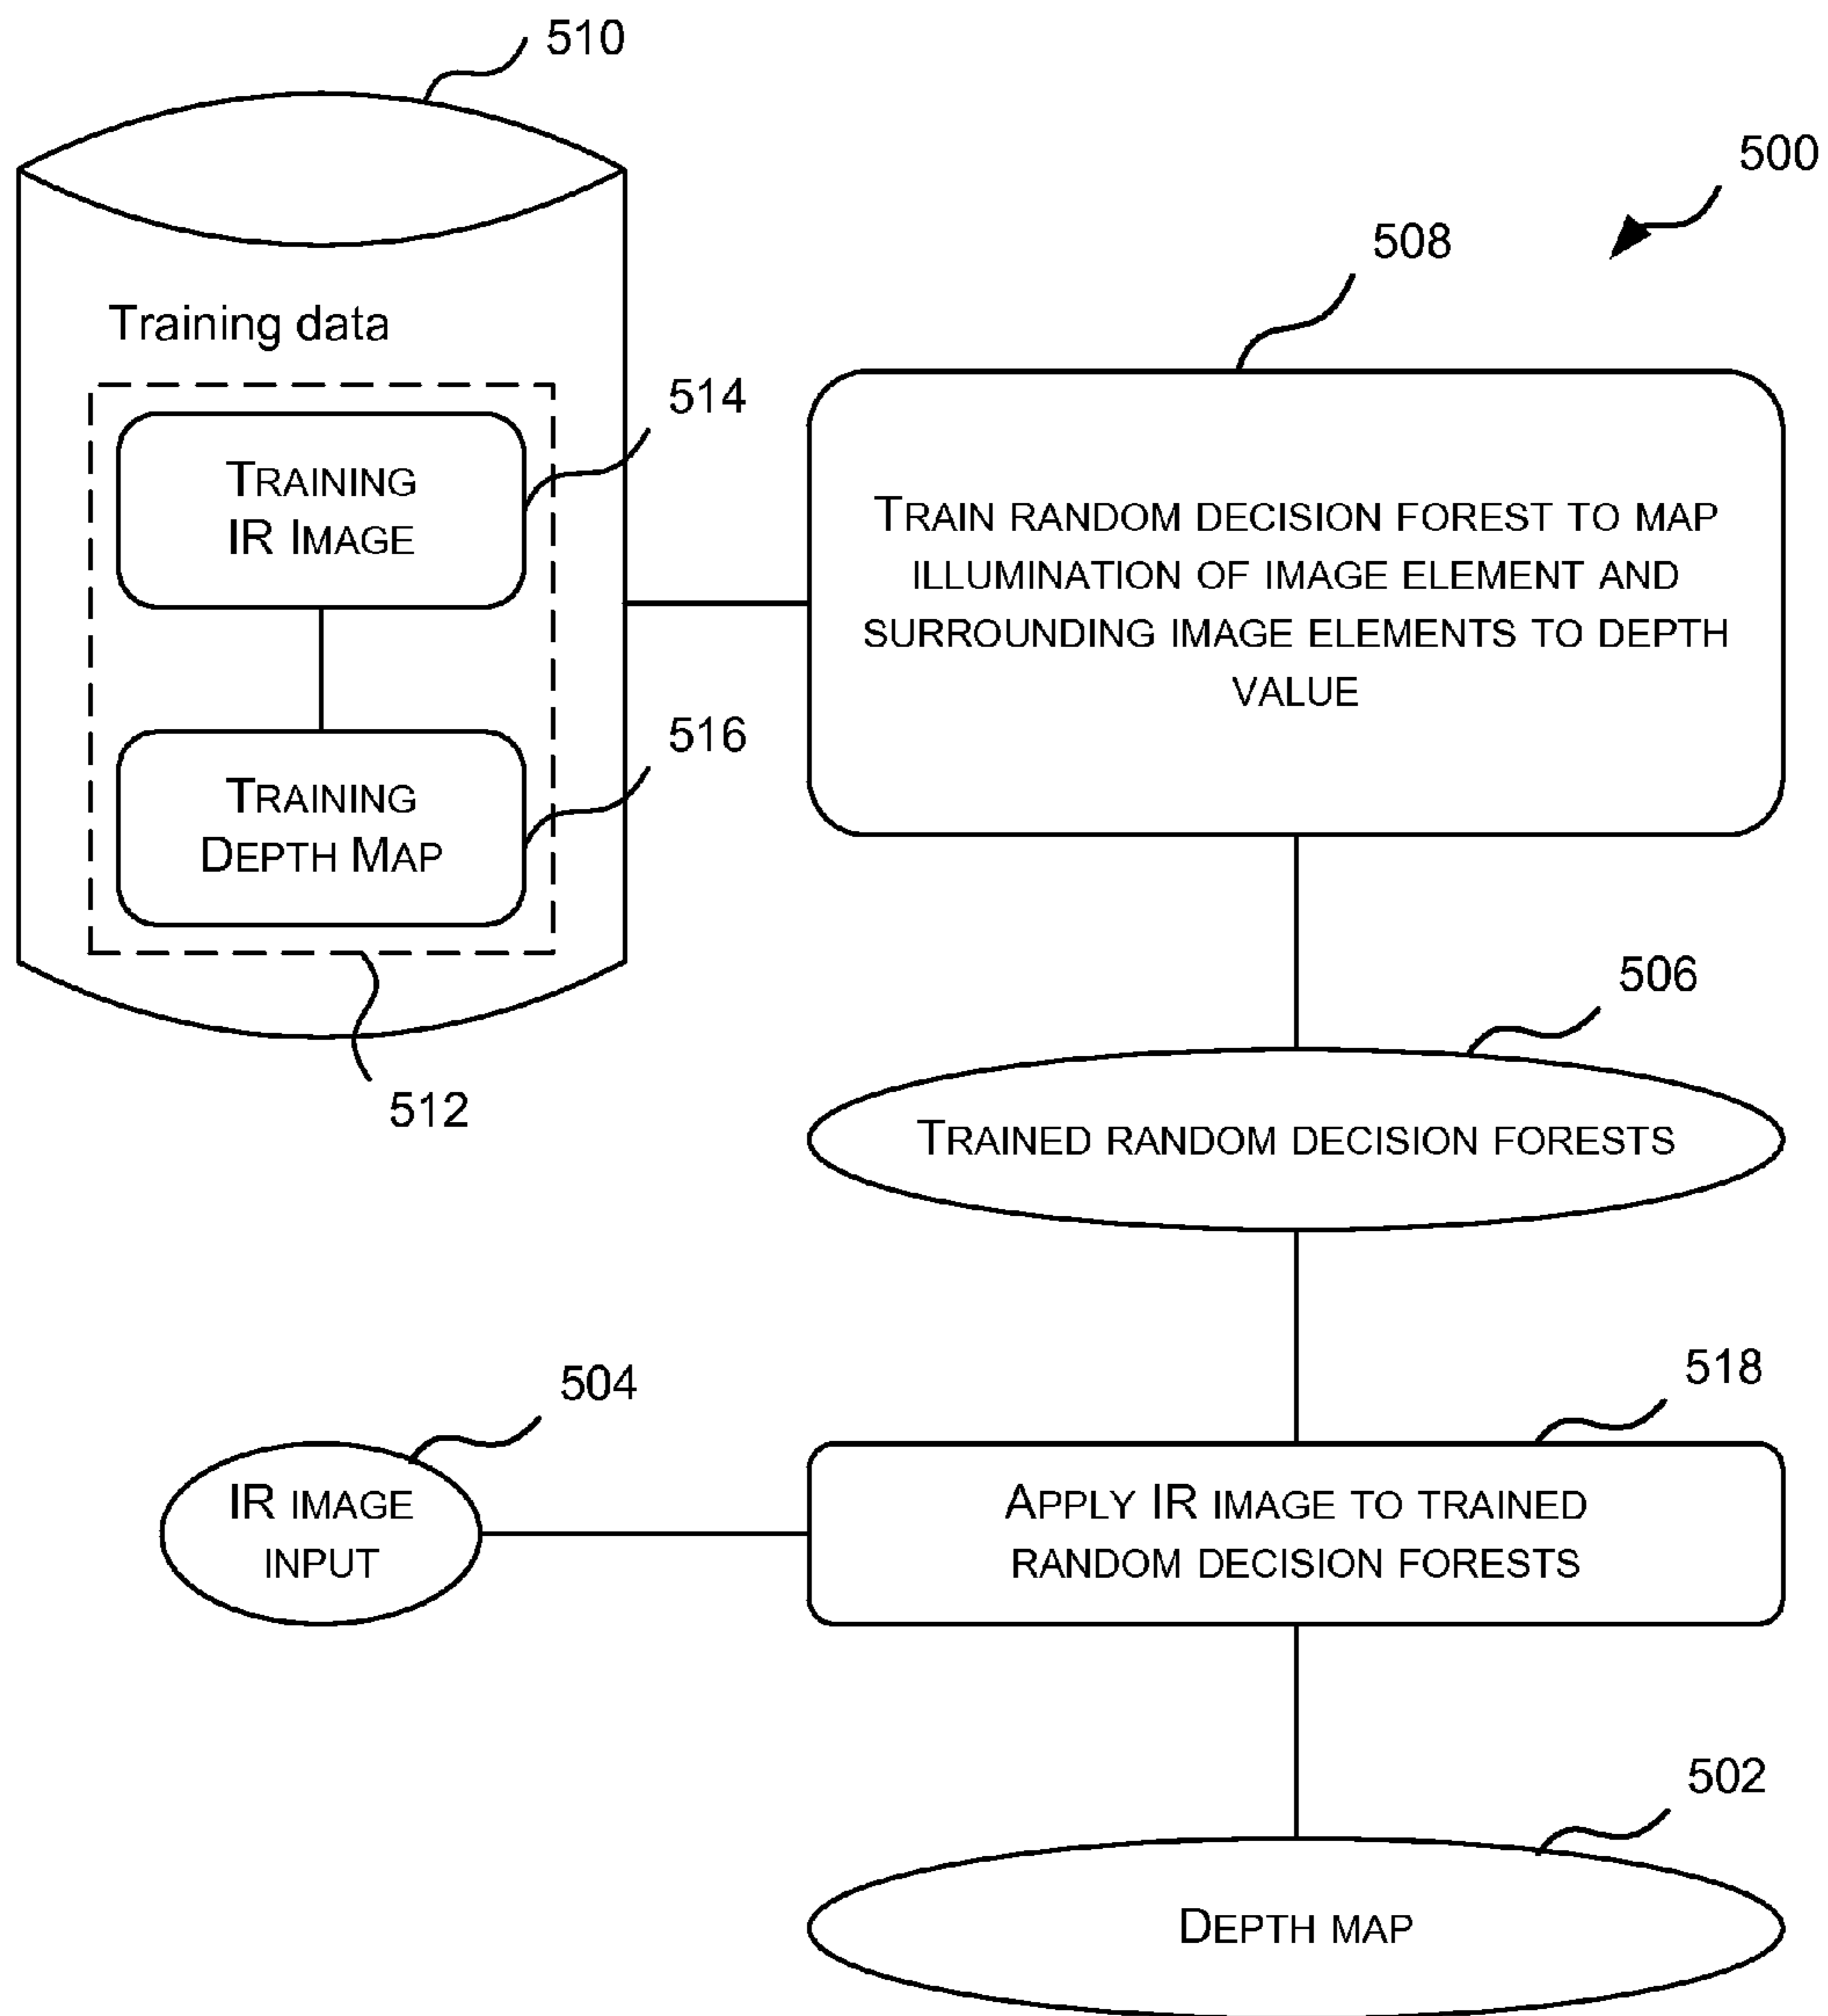 510
500
508
Training data
514
TRAINING
IR IMAGE
TRAIN RANDOM DECISION FOREST TO MAP
ILLUMINATION OF IMAGE ELEMENT AND
SURROUNDING IMAGE ELEMENTS TO DEPTH
VALUE
516
TRAINING
DEPTH MAP
506
512
TRAINED RANDOM DECISION FORESTS
518
504
IR IMAGE
INPUT
APPLY IR IMAGE TO TRAINED
RANDOM DECISION FORESTS
502
DEPTH MAP